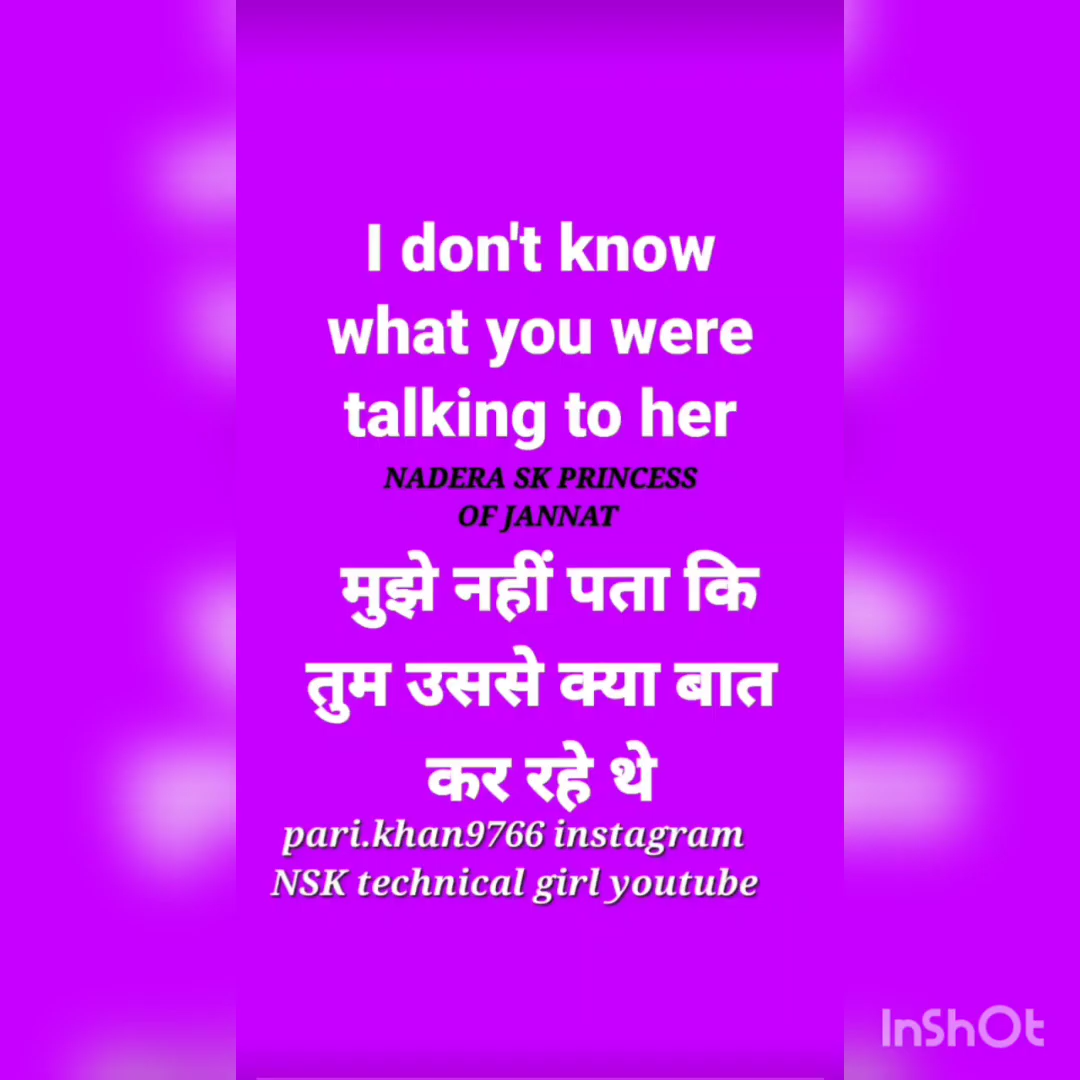 I don't know
what you were
talking to her
NADERA SK PRINCESS
OF JANNAT
मुझे नहीं पता कि
तुम उससे क्या बात
कर रहे थे
pari.khan9766 instagram
NSK technical girl youtube
InShOt